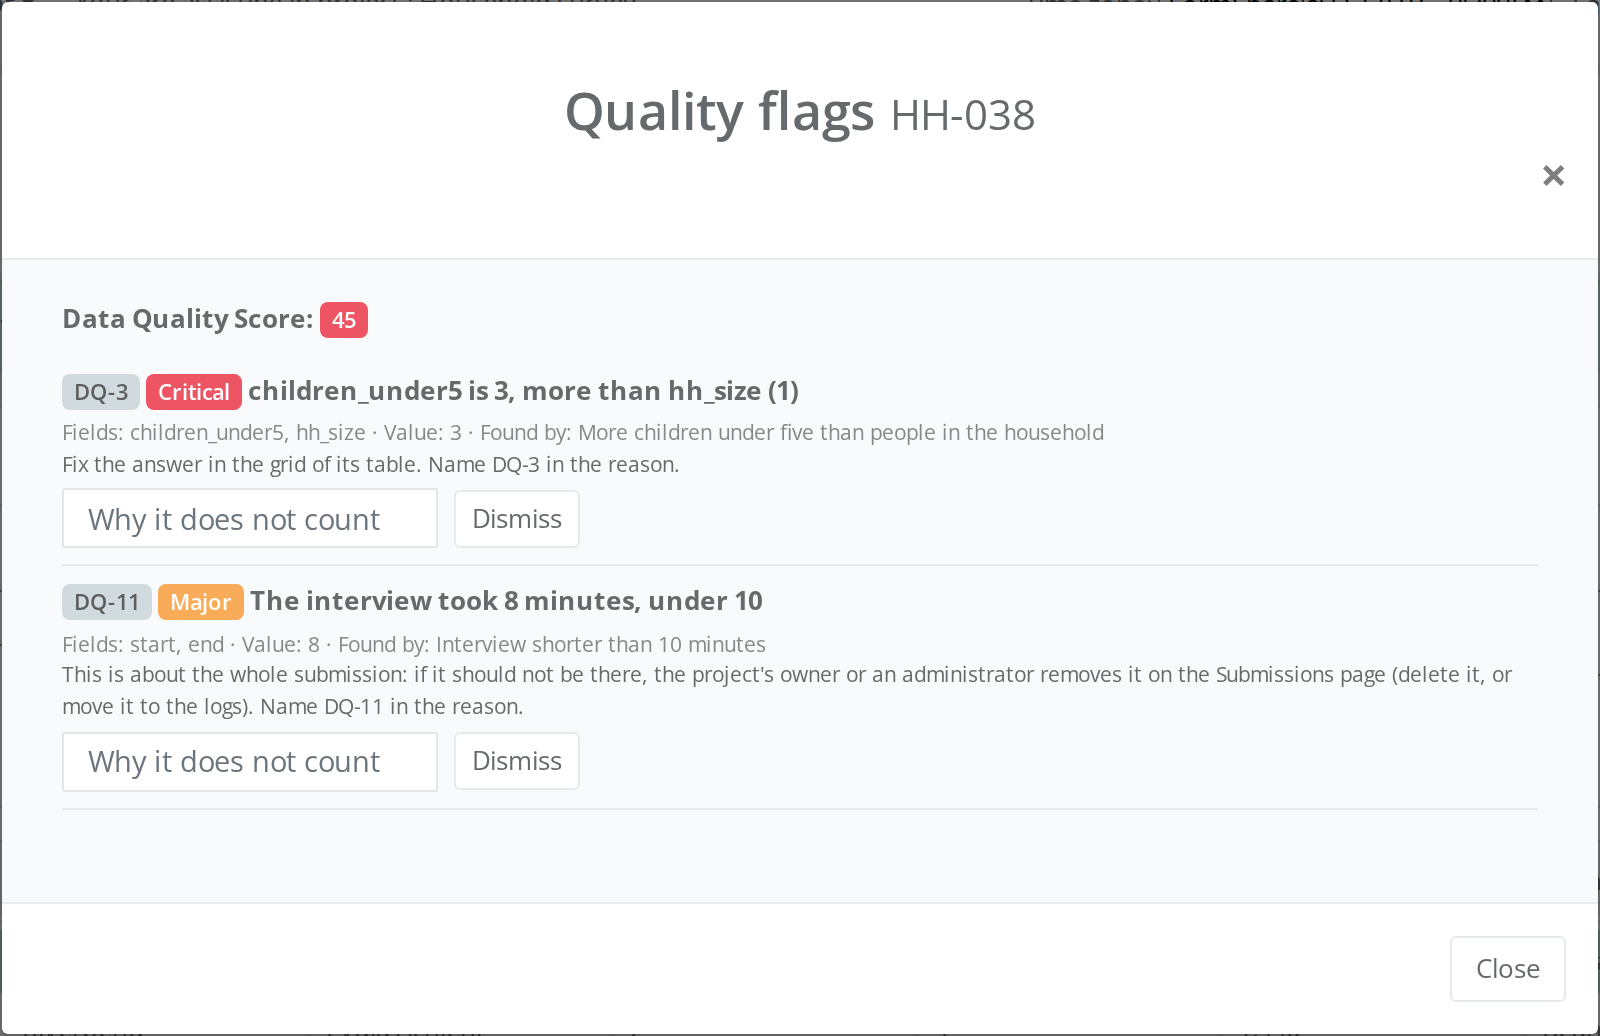 Quality flags HH-038
×
Data Quality Score: 45
DQ-3 Critical children_under5 is 3, more than hh_size (1)
Fields: children_under5, hh_size · Value: 3 · Found by: More children under five than people in the household
Fix the answer in the grid of its table. Name DQ-3 in the reason.
Why it does not count Dismiss
DQ-11 Major The interview took 8 minutes, under 10
Fields: start, end · Value: 8 · Found by: Interview shorter than 10 minutes
This is about the whole submission: if it should not be there, the project's owner or an administrator removes it on the Submissions page (delete it, or
move it to the logs). Name DQ-11 in the reason.
Why it does not count Dismiss
Close